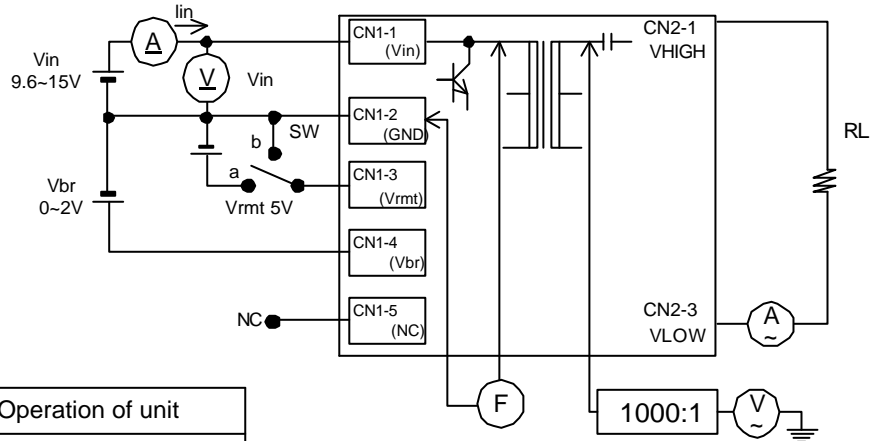 Iin
A
Vin
9.6~15V
V
Vin
CN1-1
(Vin)
CN2-1
VHIGH
CN1-2
(GND)
SW
b
a
Vrmt 5V
CN1-3
(Vrmt)
Vbr
0~2V
CN1-4
(Vbr)
NC
CN1-5
(NC)
RL
CN2-3
VLOW
A
~
F
1000:1
V
~
Operation of unit